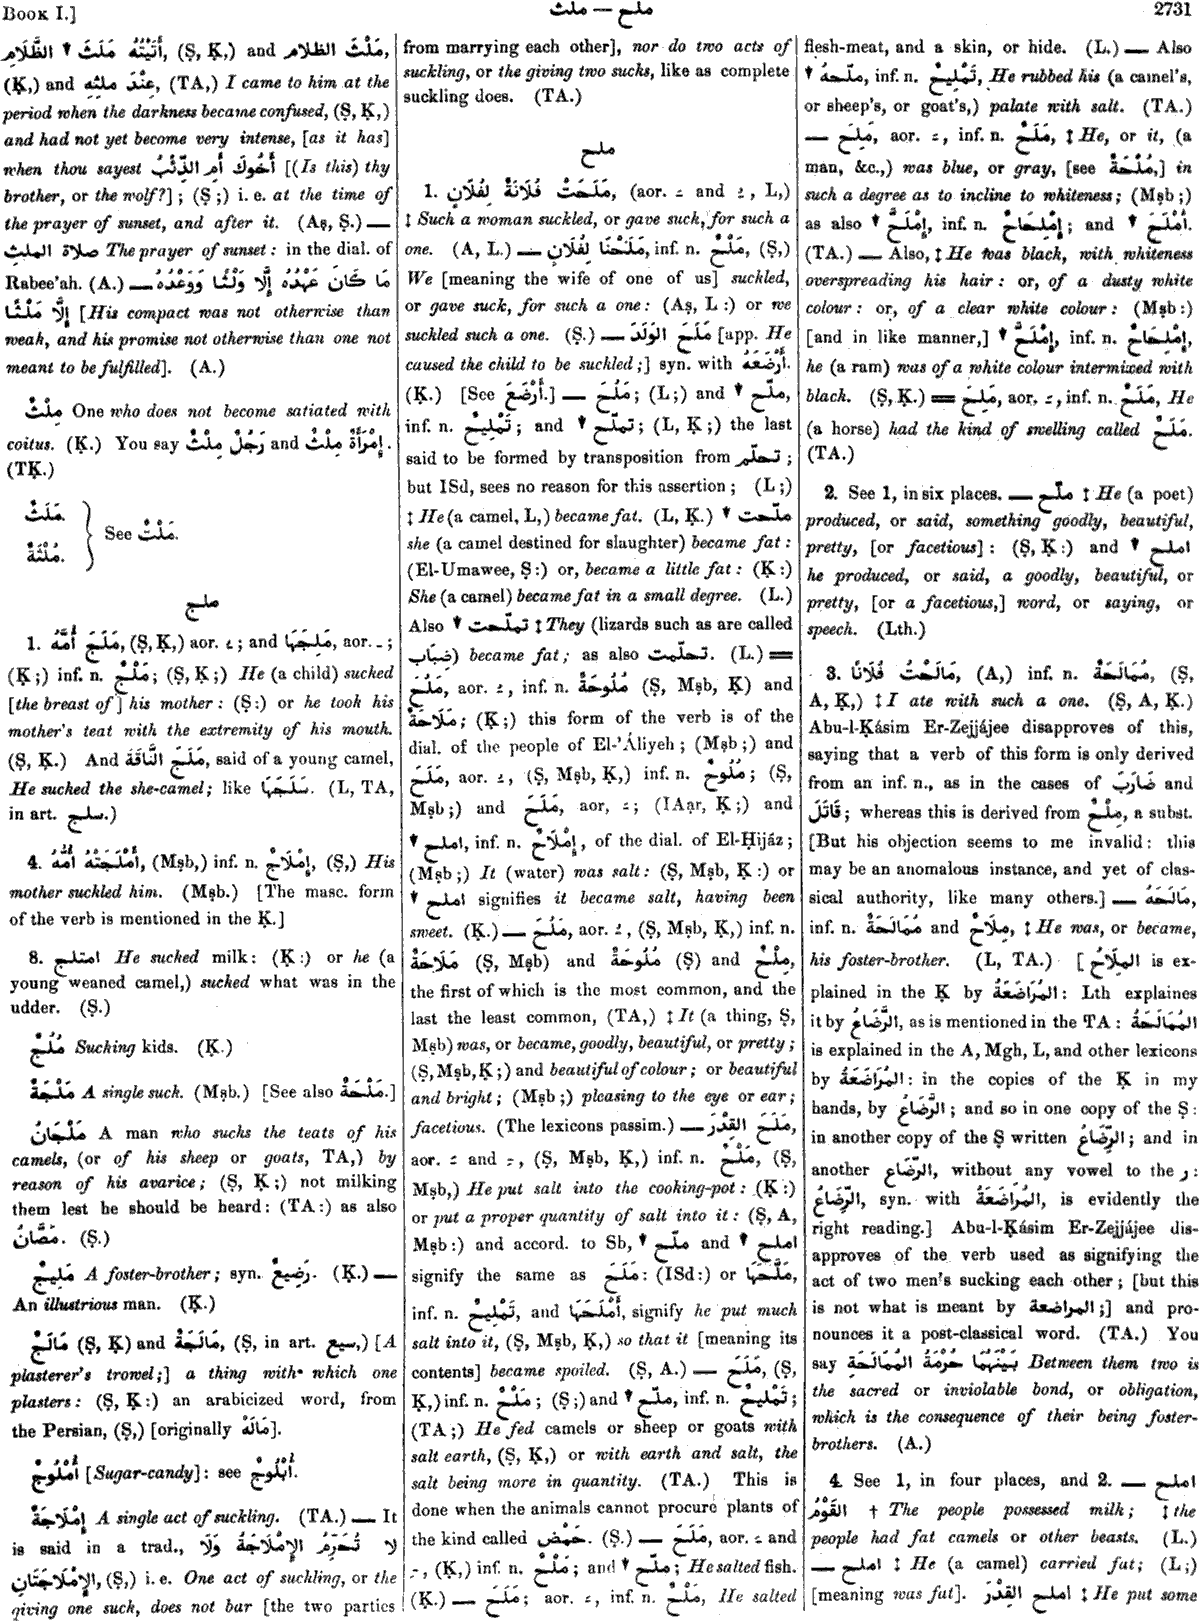 Book I.]
ملث — ملح
2731
أَتَيْتُهُ مَلَثَ ↓ الظَّلَامِ, (Ṣ, Ḳ,) and مَلْثَ الظلام,
(Ḳ,) and عِنْدَ ملثه, (TA,) I came to him at the
period when the darkness became confused, (Ṣ, Ḳ,)
and had not yet become very intense, [as it has]
when thou sayest أَخُوكَ أَمِ الذِّئْبُ [(Is this) thy
brother, or the wolf?]; (Ṣ;) i. e. at the time of
the prayer of sunset, and after it. (Aṣ, Ṣ.) —
صلاة الملث The prayer of sunset: in the dial. of
Rabee'ah. (A.) — مَا كَانَ عَهْدُهُ إِلَّا وَلْثًا وَوَعْدُهُ
إِلَّا مَلْثًا [His compact was not otherwise than
weak, and his promise not otherwise than one not
meant to be fulfilled]. (A.)
مِلْثٌ One who does not become satiated with
coitus. (Ḳ.) You say رَجُلٌ مِلْثٌ and إِمْرَأَةٌ مِلْثٌ.
(TḲ.)
مَلَثٌ.
See مَلْثٌ.
مُلْثَةٌ.
ملج
1. مَلَجَ أُمَّهُ, (Ṣ, Ḳ,) aor. ـُ; and مَلِجَهَا, aor. ـَ;
(Ḳ;) inf. n. مَلْجٌ; (Ṣ, Ḳ;) He (a child) sucked
[the breast of] his mother: (Ṣ:) or he took his
mother's teat with the extremity of his mouth.
(Ṣ, Ḳ.) And مَلَجَ النَّاقَةَ, said of a young camel,
He sucked the she-camel; like سَلَجَهَا. (L, TA,
in art. سلج.)
4. أَمْلَجَتْهُ أُمُّهُ, (Mṣb,) inf. n. إِمْلَاجٌ, (Ṣ,) His
mother suckled him. (Mṣb.) [The masc. form
of the verb is mentioned in the Ḳ.]
8. امتلج He sucked milk: (Ḳ:) or he (a
young weaned camel,) sucked what was in the
udder. (Ṣ.)
مُلُجٌ Sucking kids. (Ḳ.)
مَلْجَةٌ A single suck. (Mṣb.) [See also مَلْحَةٌ.]
مَلْجَانُ A man who sucks the teats of his
camels, (or of his sheep or goats, TA,) by
reason of his avarice; (Ṣ, Ḳ;) not milking
them lest he should be heard: (TA:) as also
مَصَّانُ. (Ṣ.)
مَلِيجٌ A foster-brother; syn. رَضِيعٌ. (Ḳ.) —
An illustrious man. (Ḳ.)
مَالَجٌ (Ṣ, Ḳ) and مَالَجَةٌ, (Ṣ, in art. سيع,) [A
plasterer's trowel;] a thing with which one
plasters: (Ṣ, Ḳ:) an arabicized word, from
the Persian, (Ṣ,) [originally مَالَهْ].
أُمْلُوجٌ [Sugar-candy]: see أُبْلُوجٌ.
إِمْلَاجَةٌ A single act of suckling. (TA.) — It
is said in a trad., لَا تُحَرِّمُ الإِمْلَاجَةُ وَلَا
الإِمْلَاجَتَانِ, (Ṣ,) i. e. One act of suckling, or the
giving one suck, does not bar [the two parties
from marrying each other], nor do two acts of
suckling, or the giving two sucks, like as complete
suckling does. (TA.)
ملح
1. مَلَحَتْ فُلَانَةُ لِفُلَانٍ, (aor. ـَ and ـُ, L,)
‡ Such a woman suckled, or gave suck, for such a
one. (A, L.) — مَلَحْنَا لِفُلَانٍ, inf. n. مَلْحٌ, (Ṣ,)
We [meaning the wife of one of us] suckled,
or gave suck, for such a one: (Aṣ, L:) or we
suckled such a one. (Ṣ.) — مَلَحَ الوَلَدَ [app. He
caused the child to be suckled;] syn. with أَرْضَعَهُ.
(Ḳ.) [See أَرْضَعَ.] — مَلَحَ; (L;) and ↓ ملّح,
inf. n. تَمْلِيحٌ; and ↓ تملّح; (L, Ḳ;) the last
said to be formed by transposition from تحلّم;
but ISd, sees no reason for this assertion; (L;)
‡ He (a camel, L,) became fat. (L, Ḳ.) ↓ ملّحت
she (a camel destined for slaughter) became fat:
(El-Umawee, Ṣ:) or, became a little fat: (Ḳ:)
She (a camel) became fat in a small degree. (L.)
Also ↓ تملّحت ‡ They (lizards such as are called
ضِبَاب) became fat; as also تحلّمت. (L.) ═
مَلُحَ, aor. ـُ, inf. n. مُلُوحَةٌ (Ṣ, Mṣb, Ḳ) and
مَلَاحَةٌ; (Ḳ;) this form of the verb is of the
dial. of the people of El-'Áliyeh; (Mṣb;) and
مَلَحَ, aor. ـُ, (Ṣ, Mṣb, Ḳ,) inf. n. مُلُوحٌ; (Ṣ,
Mṣb;) and مَلَحَ, aor, ـَ; (IAạr, Ḳ;) and
↓ املح, inf. n. إِمْلَاحٌ, of the dial. of El-Ḥijáz;
(Mṣb;) It (water) was salt: (Ṣ, Mṣb, Ḳ:) or
↓ املح signifies it became salt, having been
sweet. (Ḳ.) — مَلُحَ, aor. ـُ, (Ṣ, Mṣb, Ḳ,) inf. n.
مَلَاحَةٌ (Ṣ, Mṣb) and مُلُوحَةٌ (Ṣ) and مِلْحٌ,
the first of which is the most common, and the
last the least common, (TA,) ‡ It (a thing, Ṣ,
Mṣb) was, or became, goodly, beautiful, or pretty;
(Ṣ, Mṣb, Ḳ;) and beautiful of colour; or beautiful
and bright; (Mṣb;) pleasing to the eye or ear;
facetious. (The lexicons passim.) — مَلَحَ القِدْرَ,
aor. ـَ and ـِ, (Ṣ, Mṣb, Ḳ,) inf. n. مَلْحٌ, (Ṣ,
Mṣb,) He put salt into the cooking-pot: (Ḳ:)
or put a proper quantity of salt into it: (Ṣ, A,
Mṣb:) and accord. to Sb, ↓ ملّح and ↓ املح
signify the same as مَلَحَ: (ISd:) or مَلَّحَهَا,
inf. n. تَمْلِيحٌ, and أَمْلَحَهَا, signify he put much
salt into it, (Ṣ, Mṣb, Ḳ,) so that it [meaning its
contents] became spoiled. (Ṣ, A.) — مَلَحَ, (Ṣ,
Ḳ,) inf. n. مَلْحٌ; (Ṣ;) and ↓ ملّح, inf. n. تَمْلِيحٌ;
(TA;) He fed camels or sheep or goats with
salt earth, (Ṣ, Ḳ,) or with earth and salt, the
salt being more in quantity. (TA.) This is
done when the animals cannot procure plants of
the kind called حَمْض. (Ṣ.) — مَلَحَ, aor. ـَ and
ـِ, (Ḳ,) inf. n. مَلْحٌ; and ↓ ملّح; He salted fish.
(Ḳ.) — مَلَحَ, aor. ـَ, inf. n. مَلْحٌ, He salted
flesh-meat, and a skin, or hide. (L.) — Also
↓ ملّحهُ, inf. n. تَمْلِيحٌ, He rubbed his (a camel's,
or sheep's, or goat's,) palate with salt. (TA.)
— مَلِحَ, aor. ـَ, inf. n. مَلَحٌ, ‡ He, or it, (a
man, &c.,) was blue, or gray, [see مُلْحَةٌ,] in
such a degree as to incline to whiteness; (Mṣb;)
as also ↓ إِمْلَحَّ, inf. n. إِمْلِحَاحٌ; and ↓ أَمْلَحَ.
(TA.) — Also, ‡ He was black, with whiteness
overspreading his hair: or, of a dusty white
colour: or, of a clear white colour: (Mṣb:)
[and in like manner,] ↓ إِمْلَحَّ, inf. n. إِمْلِحَاحٌ,
he (a ram) was of a white colour intermixed with
black. (Ṣ, Ḳ.) ═ مَلِحَ, aor. ـَ, inf. n. مَلَحٌ, He
(a horse) had the kind of swelling called مَلَحٌ.
(TA.)
2. See 1, in six places. — ملّح ‡ He (a poet)
produced, or said, something goodly, beautiful,
pretty, [or facetious]: (Ṣ, Ḳ:) and ↓ املح
he produced, or said, a goodly, beautiful, or
pretty, [or a facetious,] word, or saying, or
speech. (Lth.)
3. مَالَحْتُ فُلَانًا, (A,) inf. n. مُمَالَحَةٌ, (Ṣ,
A, Ḳ,) ‡ I ate with such a one. (Ṣ, A, Ḳ.)
Abu-l-Ḳásim Er-Zejjájee disapproves of this,
saying that a verb of this form is only derived
from an inf. n., as in the cases of ضَارَبَ and
قَاتَلَ; whereas this is derived from مِلْحٌ, a subst.
[But his objection seems to me invalid: this
may be an anomalous instance, and yet of clas-
sical authority, like many others.] — مَالَحَهُ,
inf. n. مُمَالَحَةٌ and مِلَاحٌ, ‡ He was, or became,
his foster-brother. (L, TA.) [المِلَاحُ is ex-
plained in the Ḳ by المُرَاضَعَةُ: Lth explaines
it by الرَّضَاعُ, as is mentioned in the TA: المُمَالَحَةُ
is explained in the A, Mgh, L, and other lexicons
by المُرَاضَعَةُ: in the copies of the Ḳ in my
hands, by الرَّضَاعُ; and so in one copy of the Ṣ:
in another copy of the Ṣ written الرِّضَاعُ; and in
another الرّضَاع, without any vowel to the ر:
الرِّضَاعُ, syn. with المُرَاضَعَةُ, is evidently the
right reading.] Abu-l-Ḳásim Er-Zejjájee dis-
approves of the verb used as signifying the
act of two men's sucking each other; [but this
is not what is meant by المراضعة;] and pro-
nounces it a post-classical word. (TA.) You
say بَيْنَهُمَا حُرْمَةُ المُمَالَحَةِ Between them two is
the sacred or inviolable bond, or obligation,
which is the consequence of their being foster-
brothers. (A.)
4. See 1, in four places, and 2. — املح
القَوْمُ † The people possessed milk; ‡ the
people had fat camels or other beasts. (L.)
— املح ‡ He (a camel) carried fat; (L;)
[meaning was fat]. املح القِدْرَ ‡ He put some